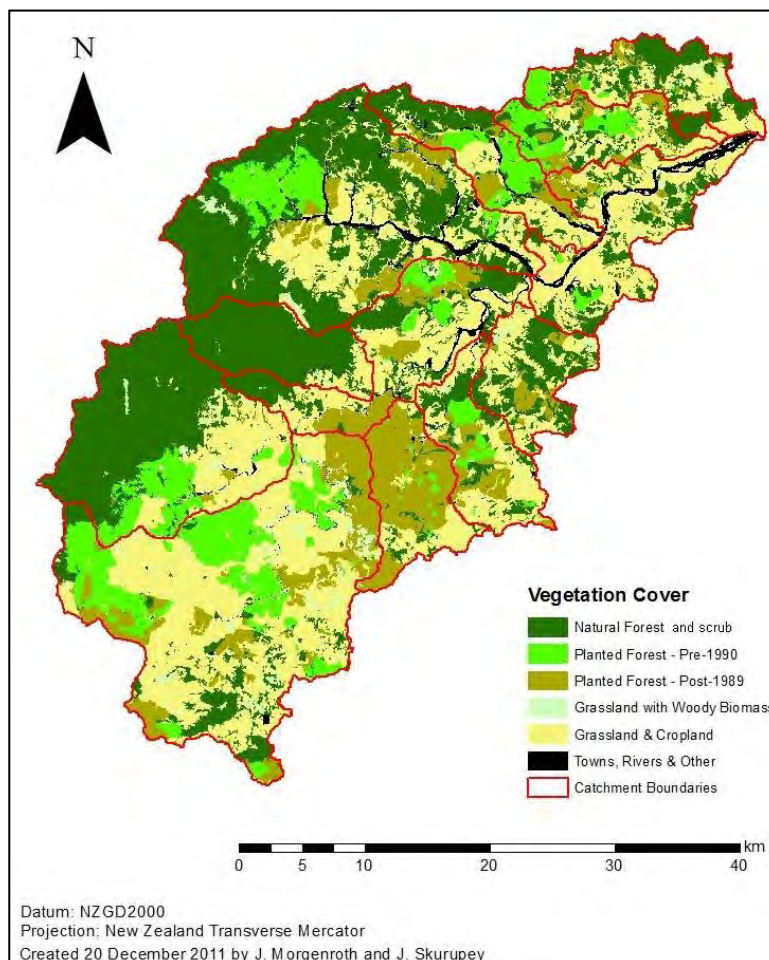 N
Vegetation Cover
Natural Forest and scrub
Planted Forest - Pre-1990
Planted Forest - Post-1989
Grassland with Woody Biomas
Grassland & Cropland
Towns, Rivers & Other
Catchment Boundaries
km
0 5 10 20 30 40
Datum: NZGD2000
Projection: New Zealand Transverse Mercator
Created 20 December 2011 by J. Morgenroth and J. Skurupey